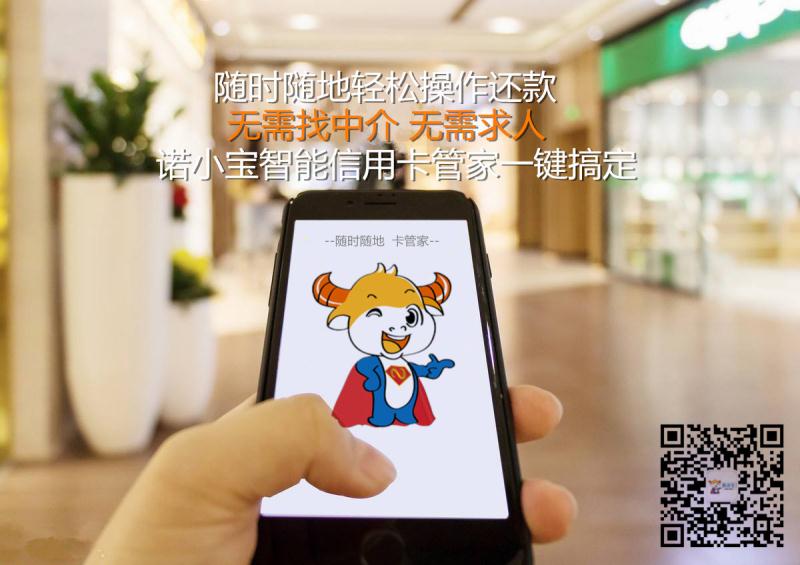 随时随地轻松操作还款
无需找中介 无需求人
诺小宝智能信用卡管家一键搞定
--随时随地 卡管家--
oppo